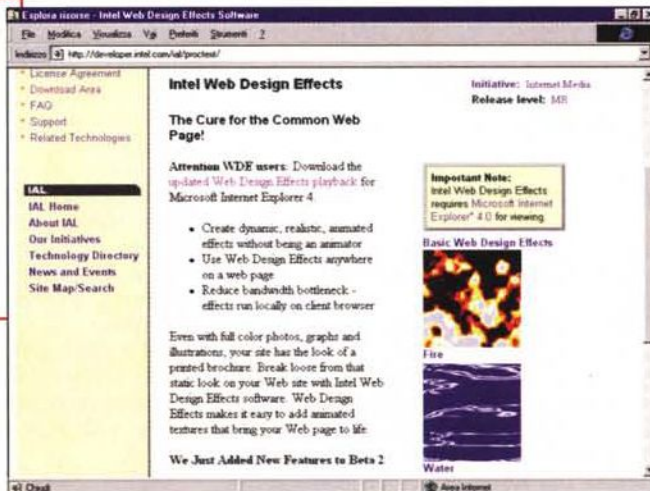 Esplora risorse - Intel Web Design Effects Software
File Modifica Visualizza Vai Preferiti Strumenti ?
Indirizzo http://developer.intel.com/ial/proctext/
License Agreement
Download Area
FAQ
Support
Related Technologies
IAL
IAL Home
About IAL
Our Initiatives
Technology Directory
News and Events
Site Map/Search
Intel Web Design Effects
The Cure for the Common Web
Page!
Attention WDE users: Download the
updated Web Design Effects playback for
Microsoft Internet Explorer 4.
• Create dynamic, realistic, animated
effects without being an animator
• Use Web Design Effects anywhere
on a web page
• Reduce bandwidth bottleneck -
effects run locally on client browser
Even with full color photos, graphs and
illustrations, your site has the look of a
printed brochure. Break loose from that
static look on your Web site with Intel Web
Design Effects software. Web Design
Effects makes it easy to add animated
textures that bring your Web page to life.
We Just Added New Features to Beta 2
Initiative: Internet Media
Release level: MR
Important Note:
Intel Web Design Effects
requires Microsoft Internet
Explorer* 4.0 for viewing.
Basic Web Design Effects
Fire
Water
Chiudi
Area Internet